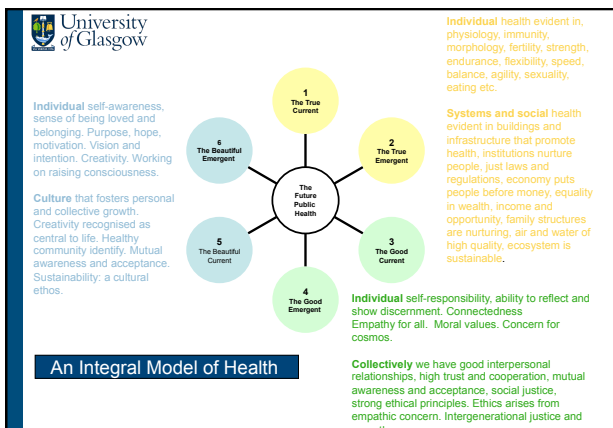 University
of Glasgow
Individual health evident in,
physiology, immunity,
morphology, fertility, strength,
endurance, flexibility, speed,
balance, agility, sexuality,
eating etc.
Systems and social health
evident in buildings and
infrastructure that promote
health, institutions nurture
people, just laws and
regulations, economy puts
people before money, equality
in wealth, income and
opportunity, family structures
are nurturing, air and water of
high quality, ecosystem is
sustainable.
Individual self-awareness,
sense of being loved and
belonging. Purpose, hope,
motivation. Vision and
intention. Creativity. Working
on raising consciousness.
Culture that fosters personal
and collective growth.
Creativity recognised as
central to life. Healthy
community identify. Mutual
awareness and acceptance.
Sustainability: a cultural
ethos.
1
The True
Current
2
The True
Emergent
3
The Good
Current
4
The Good
Emergent
5
The Beautiful
Current
6
The Beautiful
Emergent
The
Future
Public
Health
Individual self-responsibility, ability to reflect and
show discernment. Connectedness
Empathy for all. Moral values. Concern for
cosmos.
Collectively we have good interpersonal
relationships, high trust and cooperation, mutual
awareness and acceptance, social justice,
strong ethical principles. Ethics arises from
empathic concern. Intergenerational justice and
An Integral Model of Health